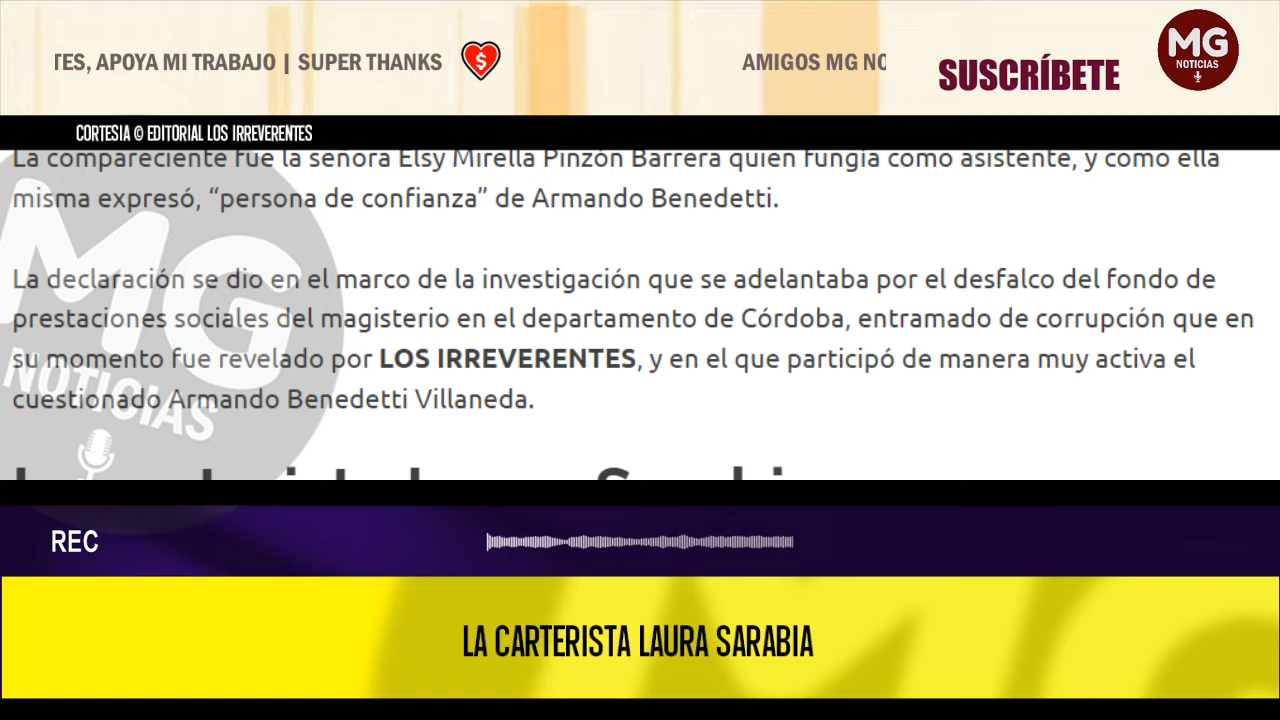 TES, APOYA MI TRABAJO | SUPER THANKS
AMIGOS MG NO
SUSCRÍBETE
MG
NOTICIAS
CORTESIA © EDITORIAL LOS IRREVERENTES
La compareciente fue la señora Elsy Mirella Pinzón Barrera quien fungía como asistente, y como ella
misma expresó, “persona de confianza” de Armando Benedetti.
La declaración se dio en el marco de la investigación que se adelantaba por el desfalco del fondo de
prestaciones sociales del magisterio en el departamento de Córdoba, entramado de corrupción que en
su momento fue revelado por LOS IRREVERENTES, y en el que participó de manera muy activa el
cuestionado Armando Benedetti Villaneda.
MG
NOTICIAS
REC
LA CARTERISTA LAURA SARABIA